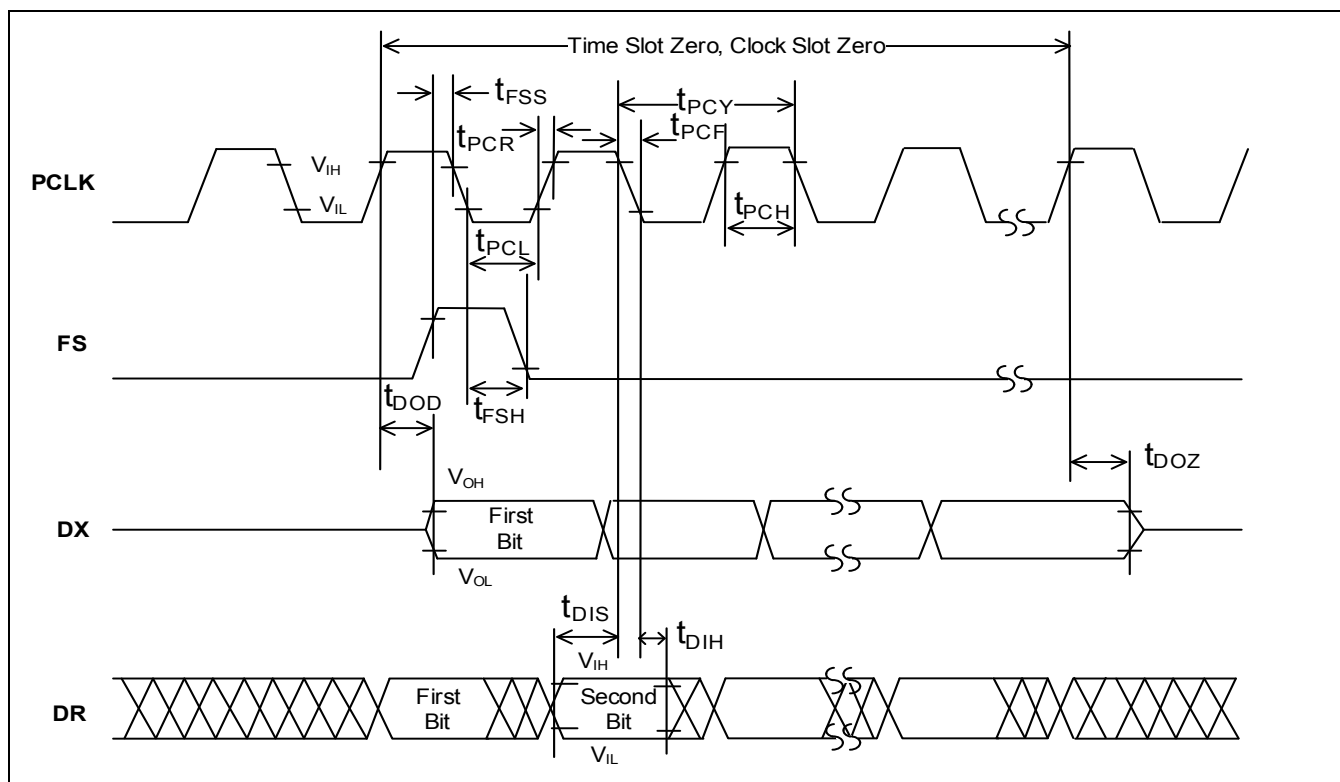 Time Slot Zero, Clock Slot Zero
tFSS
tPCY
tPCR
tPCF
PCLK
VIH
VIL
tPCH
tPCL
FS
tDOD
tFSH
tDOZ
VOH
DX
First
Bit
VOL
tDIS
tDIH
VIH
DR
First
Bit
Second
Bit
VIL